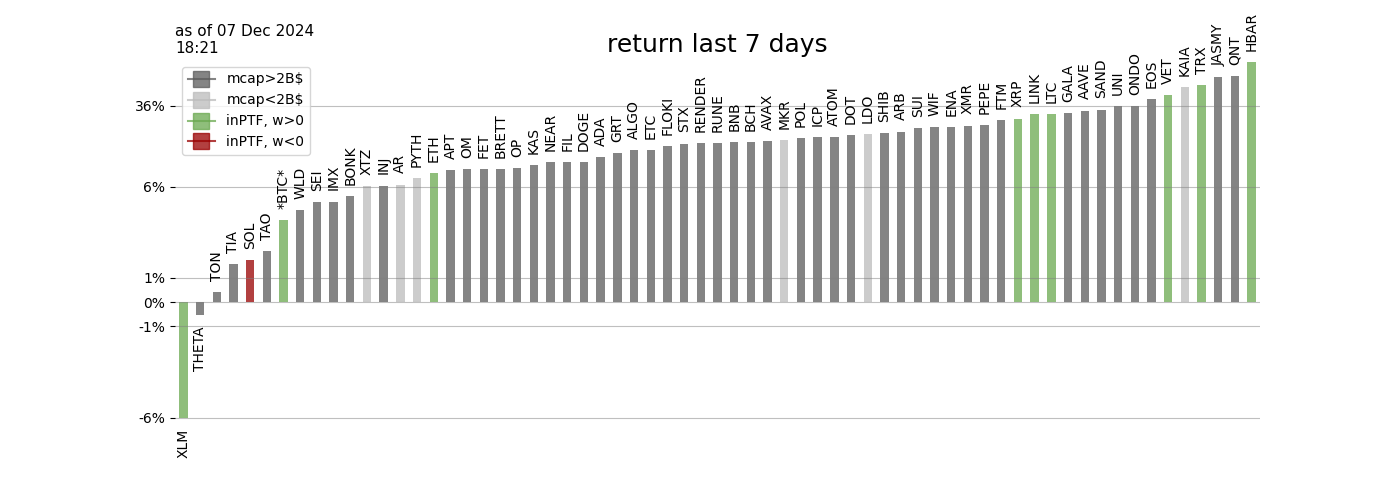 as of 07 Dec 2024
18:21
return last 7 days
mcap>2B$
mcap<2B$
inPTF, w>0
inPTF, w<0
36%
6%
1%
0%
-1%
-6%
XLM
THETA
TON
TIA
SOL
TAO
*BTC*
WLD
SEI
IMX
BONK
XTZ
INJ
AR
PYTH
ETH
APT
OM
FET
BRETT
OP
KAS
NEAR
FIL
DOGE
ADA
GRT
ALGO
ETC
FLOKI
STX
RENDER
RUNE
BNB
BCH
AVAX
MKR
POL
ICP
ATOM
DOT
LDO
SHIB
ARB
SUI
WIF
ENA
XMR
PEPE
FTM
XRP
LINK
LTC
GALA
AAVE
SAND
UNI
ONDO
EOS
VET
KAIA
TRX
JASMY
QNT
HBAR